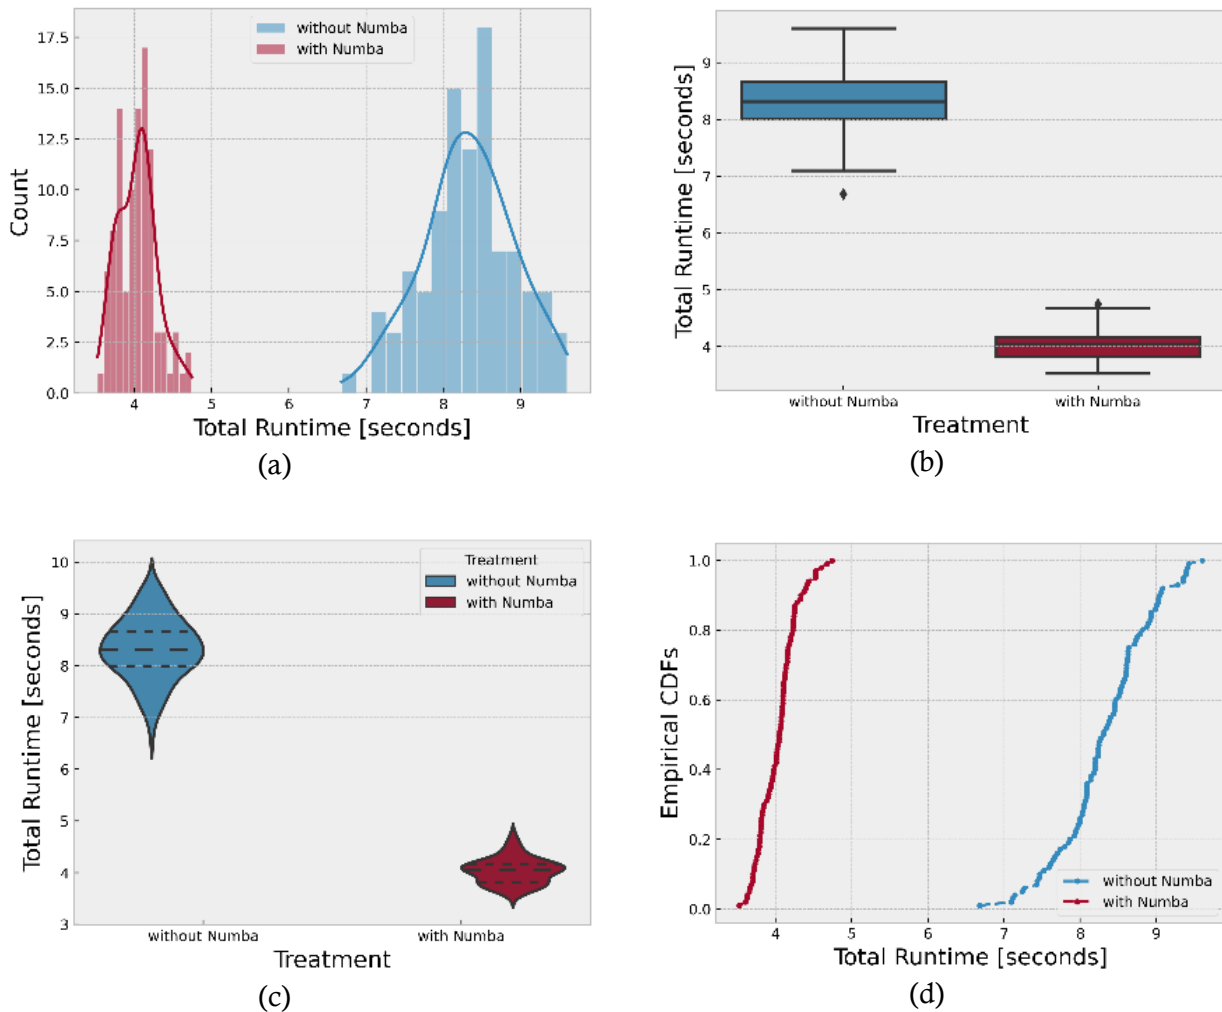 without Numba
with Numba
17.5
15.0
12.5
10.0
7.5
5.0
2.5
0.0
Count
4
5
6
7
8
9
Total Runtime [seconds]
(a)
9
8
7
6
5
4
Total Runtime [seconds]
without Numba
with Numba
Treatment
(b)
10
9
8
7
6
5
4
3
Total Runtime [seconds]
Treatment
without Numba
with Numba
without Numba
with Numba
Treatment
(c)
1.0
0.8
0.6
0.4
0.2
0.0
Empirical CDFs
without Numba
with Numba
4
5
6
7
8
9
Total Runtime [seconds]
(d)